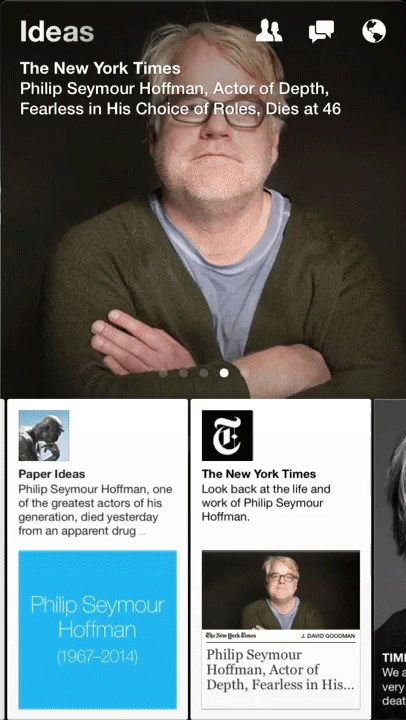 Ideas
The New York Times
Philip Seymour Hoffman, Actor of Depth,
Fearless in His Choice of Roles, Dies at 46
Paper Ideas
Philip Seymour Hoffman, one
of the greatest actors of his
generation, died yesterday
from an apparent drug ...
Philip Seymour
Hoffman
(1967–2014)
T
The New York Times
Look back at the life and
work of Philip Seymour
Hoffman.
The New York Times
J. DAVID GOODMAN
Philip Seymour
Hoffman, Actor of
Depth, Fearless in His...
We a
very
deat